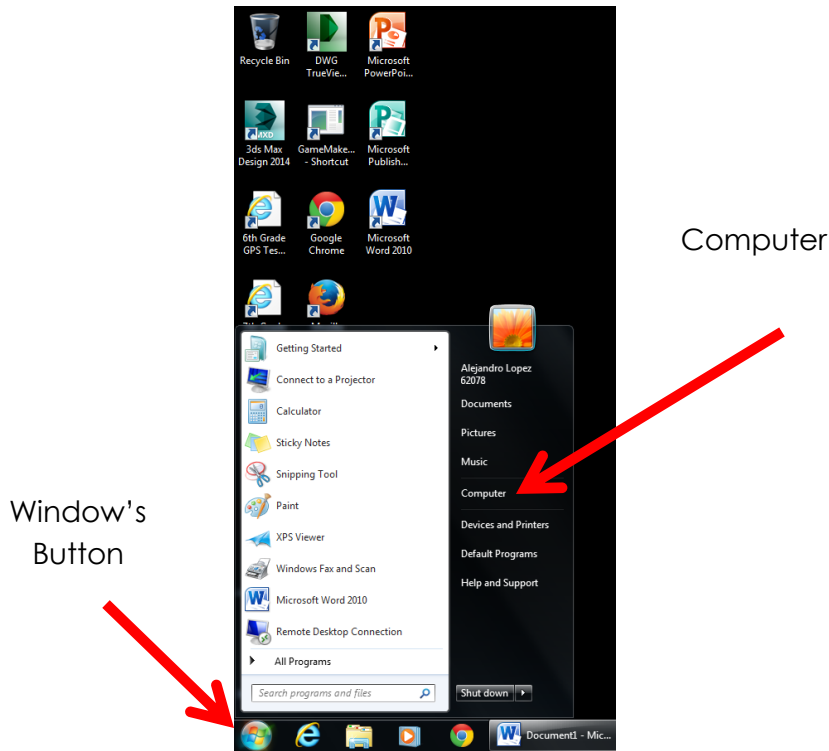 Recycle Bin
DWG
TrueVie...
Microsoft
PowerPoi...
3ds Max
Design 2014
GameMake...
- Shortcut
Microsoft
Publish...
6th Grade
GPS Tes...
Google
Chrome
Microsoft
Word 2010
Computer
Getting Started
Connect to a Projector
Calculator
Sticky Notes
Snipping Tool
Paint
XPS Viewer
Windows Fax and Scan
Microsoft Word 2010
Remote Desktop Connection
All Programs
Search programs and files
Alejandro Lopez
62078
Documents
Pictures
Music
Computer
Devices and Printers
Default Programs
Help and Support
Shut down
Window's
Button
Document1 - Mic...